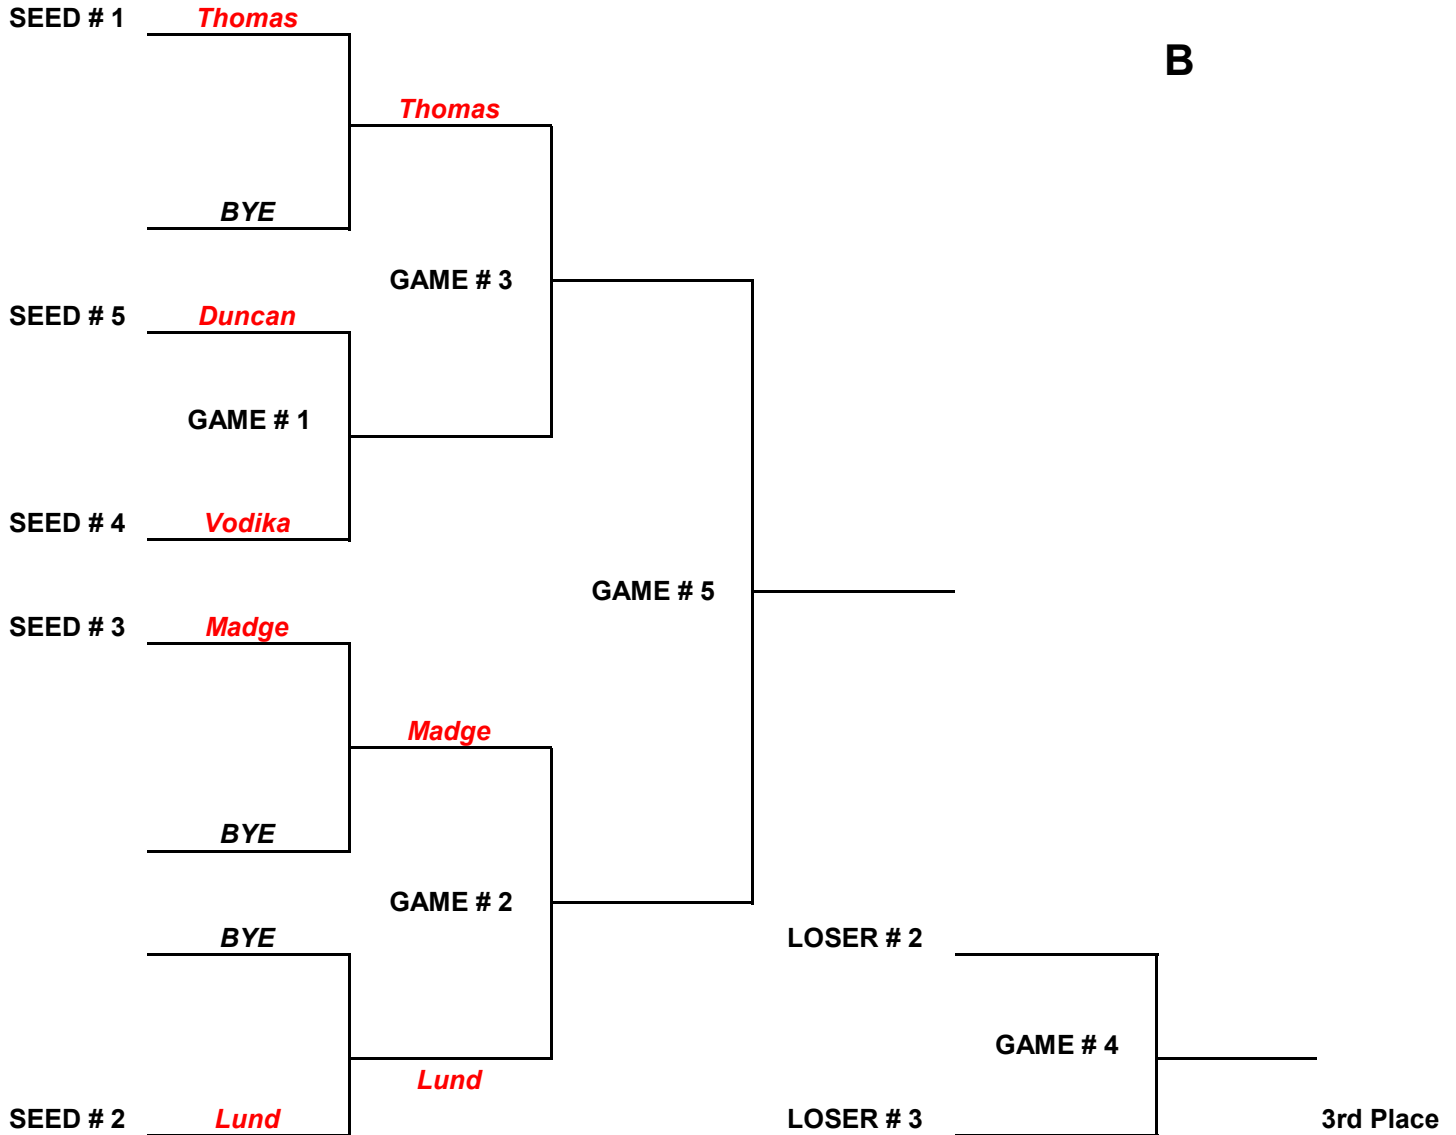 SEED # 1 Thomas
B
Thomas
BYE
GAME # 3
SEED # 5 Duncan
GAME # 1
SEED # 4 Vodika
GAME # 5
SEED # 3 Madge
Madge
BYE
GAME # 2
BYE
LOSER # 2
GAME # 4
Lund
SEED # 2 Lund
LOSER # 3
3rd Place